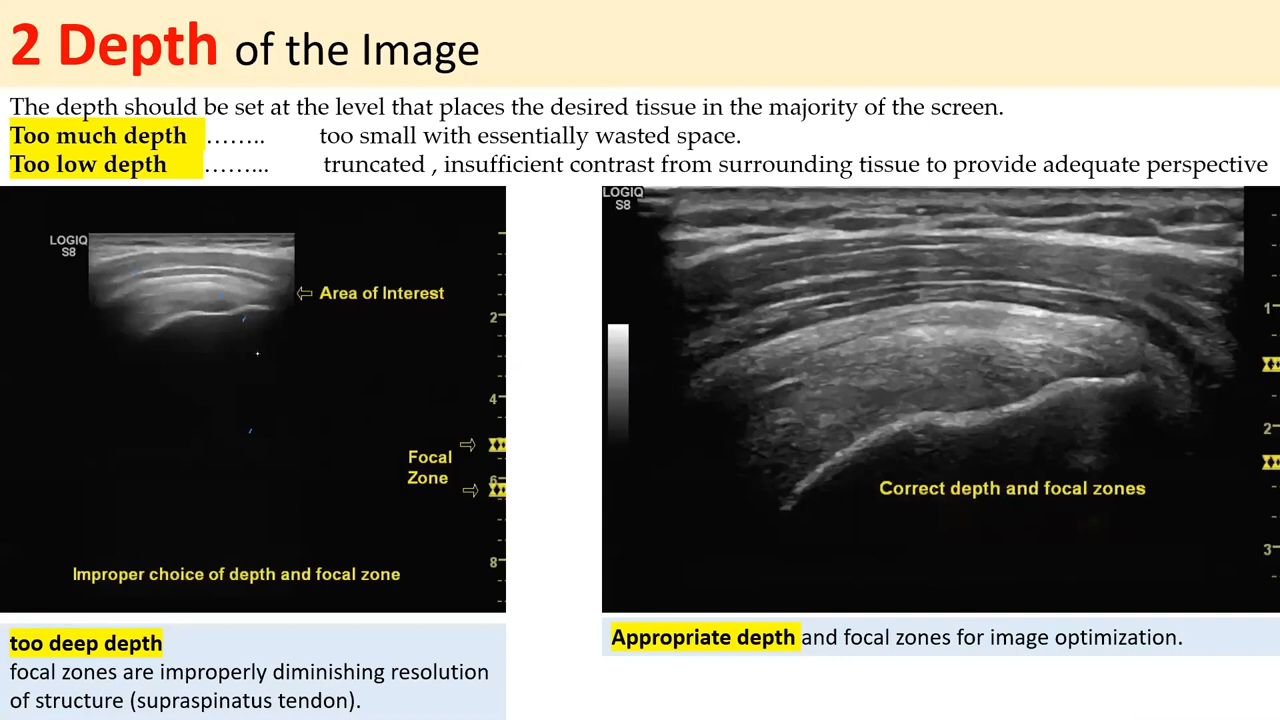 2 Depth of the Image
The depth should be set at the level that places the desired tissue in the majority of the screen.
Too much depth …….. too small with essentially wasted space.
Too low depth ……... truncated , insufficient contrast from surrounding tissue to provide adequate perspective
LOGIQ
S8
Area of Interest
2
4
Focal
Zone
6
8
Improper choice of depth and focal zone
LOGIQ
S8
1
2
Correct depth and focal zones
3
too deep depth
focal zones are improperly diminishing resolution
of structure (supraspinatus tendon).
Appropriate depth and focal zones for image optimization.